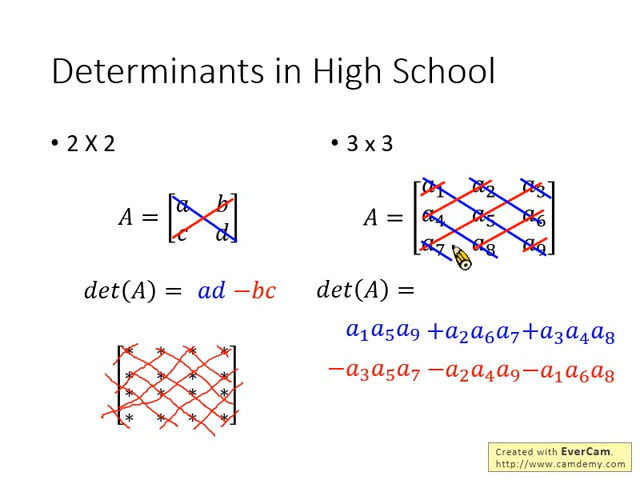 Determinants in High School
• 2 X 2
A = [a b
c d]
det(A) = ad −bc
[* * * *
* * * *
* * * *
* * * *]
• 3 x 3
A = [a₁ a₂ a₃
a₄ a₅ a₆
a₇ a₈ a₉]
det(A) =
a₁a₅a₉ +a₂a₆a₇+a₃a₄a₈
−a₃a₅a₇ −a₂a₄a₉−a₁a₆a₈
Created with EverCam.
http://www.camdemy.com